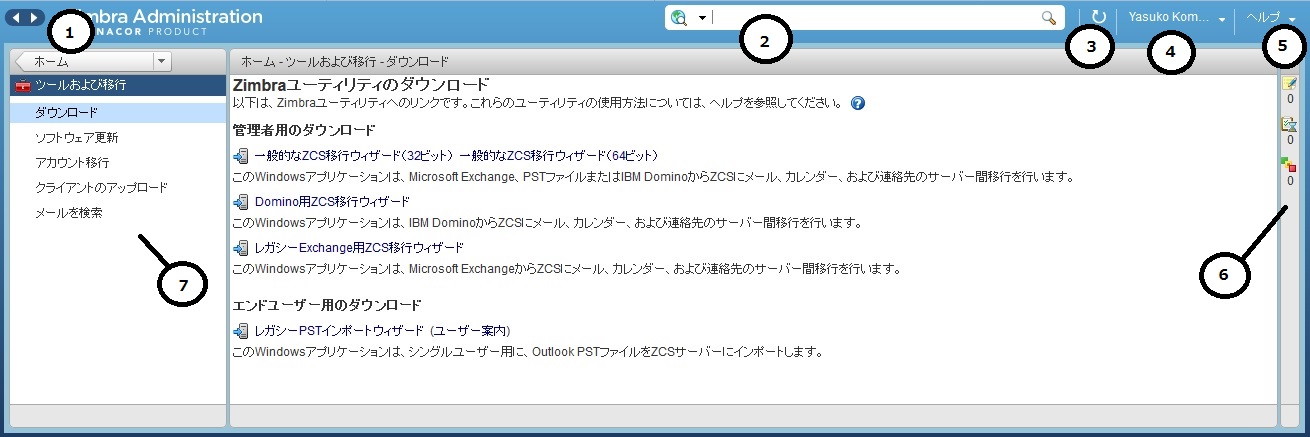 mbra Administration
NACOR PRODUCT
Yasuko Kom...
ヘルプ
1
2
3
4
5
ホーム
ホーム - ツールおよび移行 - ダウンロード
ツールおよび移行
ダウンロード
ソフトウェア更新
アカウント移行
クライアントのアップロード
メールを検索
7
Zimbraユーティリティのダウンロード
以下は、Zimbraユーティリティへのリンクです。これらのユーティリティの使用方法については、ヘルプを参照してください。
管理者用のダウンロード
一般的なZCS移行ウィザード(32ビット) 一般的なZCS移行ウィザード(64ビット)
このWindowsアプリケーションは、Microsoft Exchange、PSTファイルまたはIBM DominoからZCSにメール、カレンダー、および連絡先のサーバー間移行を行います。
Domino用ZCS移行ウィザード
このWindowsアプリケーションは、IBM DominoからZCSにメール、カレンダー、および連絡先のサーバー間移行を行います。
レガシーExchange用ZCS移行ウィザード
このWindowsアプリケーションは、Microsoft ExchangeからZCSにメール、カレンダー、および連絡先のサーバー間移行を行います。
エンドユーザー用のダウンロード
レガシーPSTインポートウィザード (ユーザー案内)
このWindowsアプリケーションは、シングルユーザー用に、Outlook PSTファイルをZCSサーバーにインポートします。
0
0
0
6